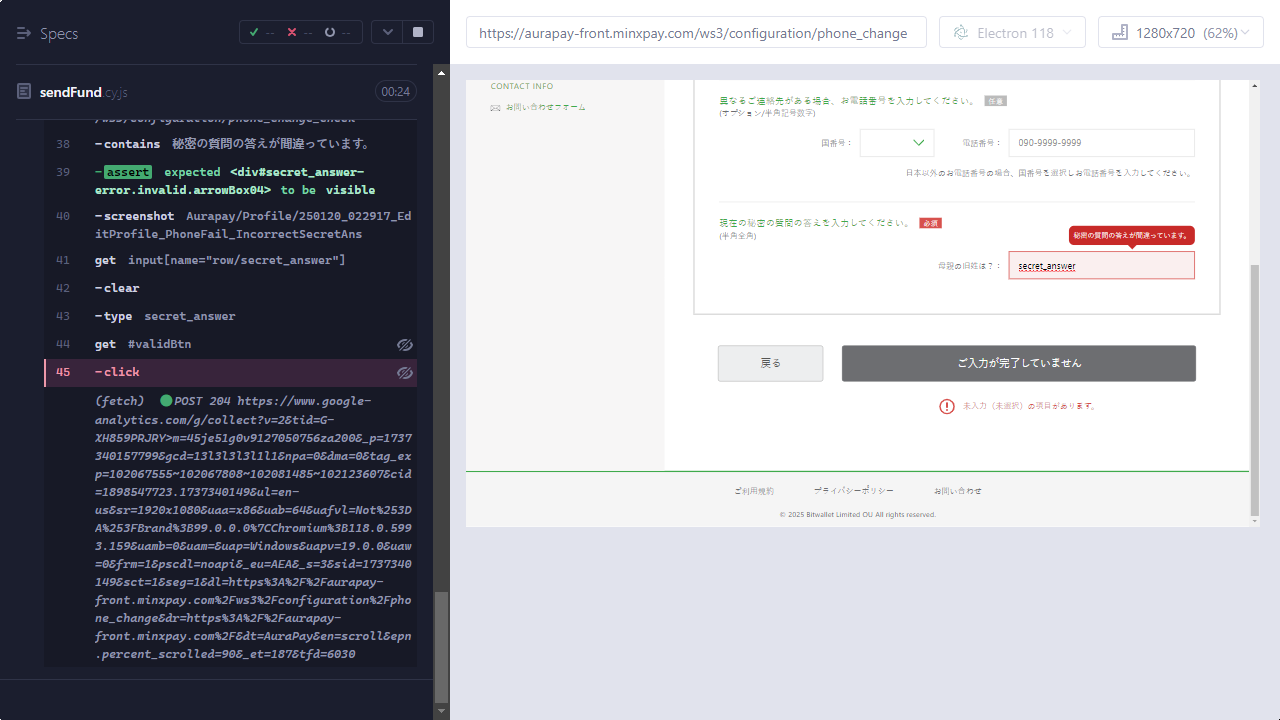 Specs
-- -- --
https://aurapay-front.minxpay.com/ws3/configuration/phone_change
Electron 118
1280x720 (62%)
sendFund.cy.js
00:24
/ws3/configuration/phone_change_check
38 -contains 秘密の質問の答えが間違っています。
39 -assert expected <div#secret_answer-
error.invalid.arrowBox04> to be visible
40 -screenshot Aurapay/Profile/250120_022917_Ed
itProfile_PhoneFail_IncorrectSecretAns
41 get input[name="row/secret_answer"]
42 -clear
43 -type secret_answer
44 get #validBtn
45 -click
(fetch) POST 204 https://www.google-
analytics.com/g/collect?v=2&tid=G-
XH859PRJRY>m=45je51g0v9127050756za200&_p=1737
340157799&gcd=13l3l3l3l1l1&npa=0&dma=0&tag_ex
p=102067555~102067808~102081485~102123607&cid
=1898547723.1737340149&ul=en-
us&sr=1920x1080&uaa=x86&uab=64&uafvl=Not%253D
A%253FBrand%3B99.0.0.0%7CChromium%3B118.0.599
3.159&uamb=0&uam=&uap=Windows&uapv=19.0.0&uaw
=0&frm=1&pscdl=noapi&_eu=AEA&_s=3&sid=1737340
149&sct=1&seg=1&dl=https%3A%2F%2Faurapay-
front.minxpay.com%2Fws3%2Fconfiguration%2Fpho
ne_change&dr=https%3A%2F%2Faurapay-
front.minxpay.com%2F&dt=AuraPay&en=scroll&epn
.percent_scrolled=90&_et=187&tfd=6030
CONTACT INFO
お問い合わせフォーム
異なるご連絡先がある場合、お電話番号を入力してください。 任意
(オプション/半角記号数字)
国番号： 電話番号： 090-9999-9999
日本以外のお電話番号の場合、国番号を選択しお電話番号を入力してください。
現在の秘密の質問の答えを入力してください。 必須
(半角全角)
秘密の質問の答えが間違っています。
母親の旧姓は？： secret_answer
戻る
ご入力が完了していません
未入力（未選択）の項目があります。
ご利用規約 プライバシーポリシー お問い合わせ
© 2025 Bitwallet Limited OU All rights reserved.